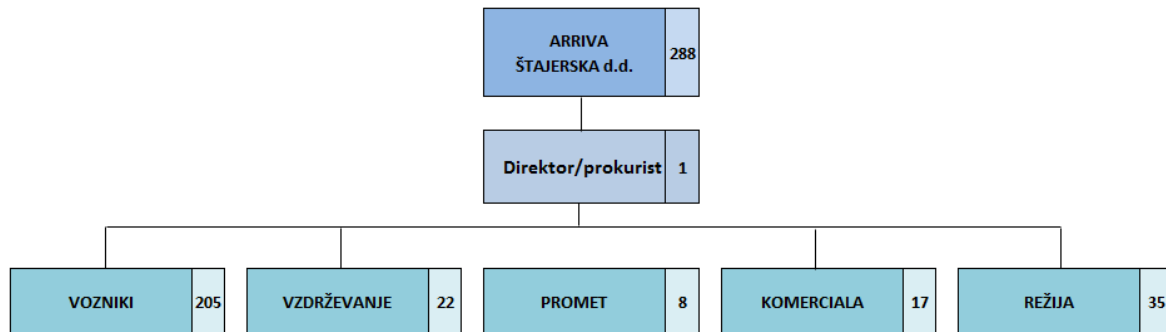 ARRIVA
ŠTAJERSKA d.d.
288
Direktor/prokurist 1
VOZNIKI 205 VZDRŽEVANJE 22 PROMET 8 KOMERCIALA 17 REŽIJA 35